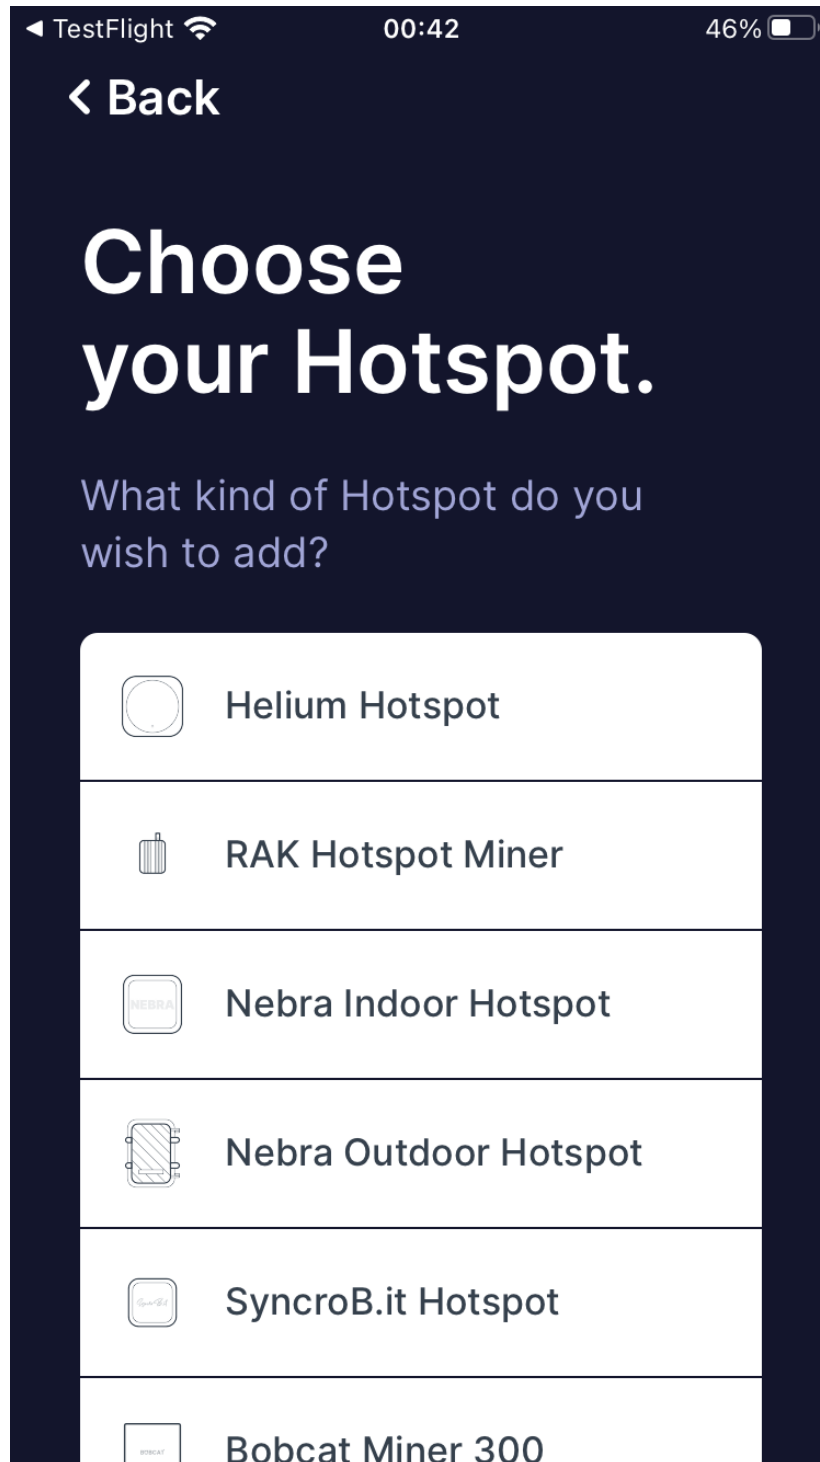 ◀ TestFlight 00:42 46%
Back
Choose
your Hotspot.
What kind of Hotspot do you
wish to add?
Helium Hotspot
RAK Hotspot Miner
NEBRA
Nebra Indoor Hotspot
Nebra Outdoor Hotspot
SyncroB.it Hotspot
BOBCAT
Bobcat Miner 300